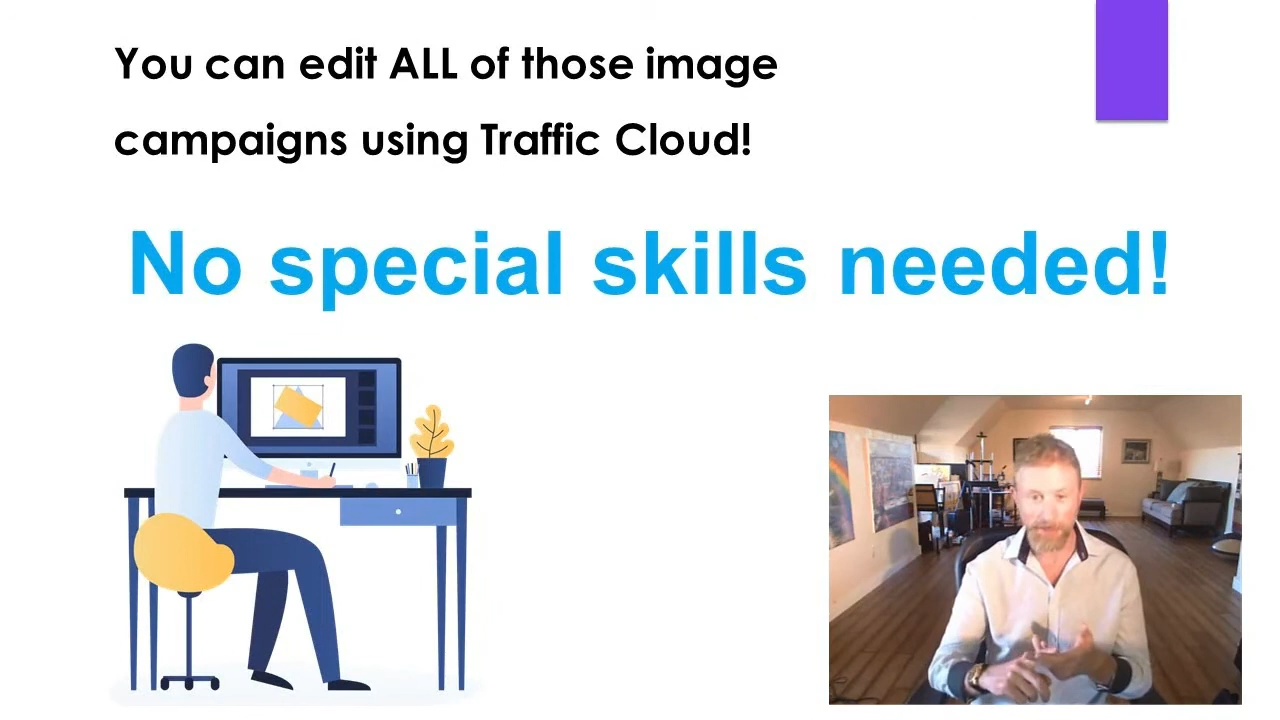 You can edit ALL of those image
campaigns using Traffic Cloud!
No special skills needed!